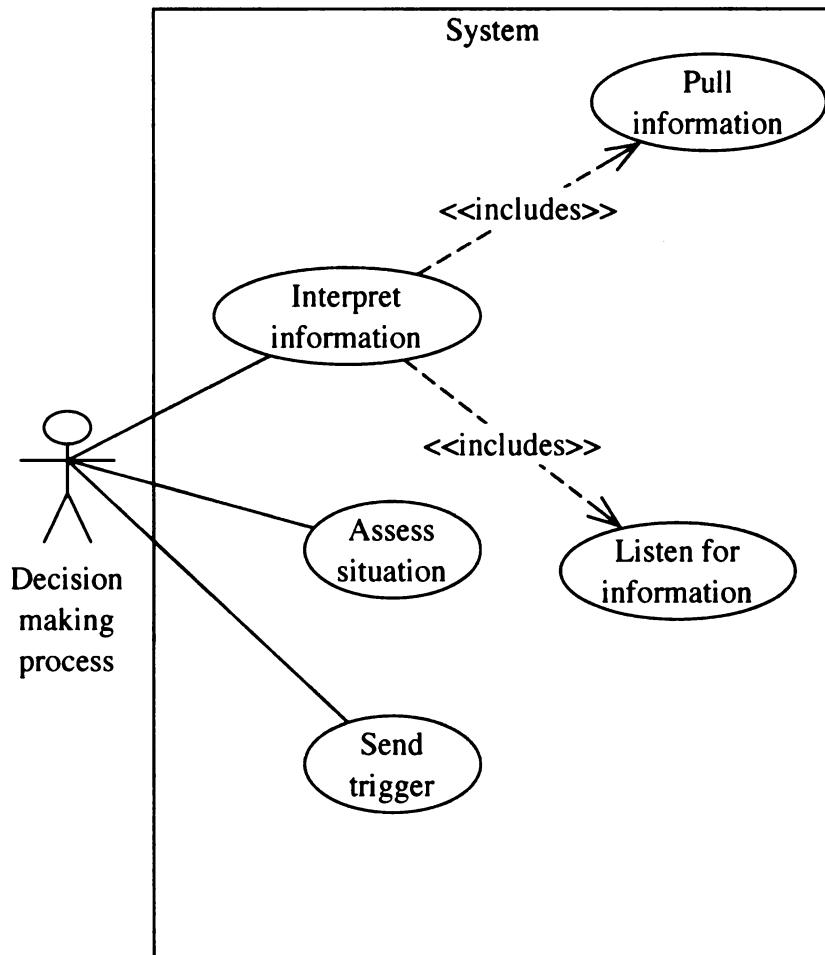 System
Pull
information
<<includes>>
Interpret
information
<<includes>>
Assess
situation
Listen for
information
Decision
making
process
Send
trigger